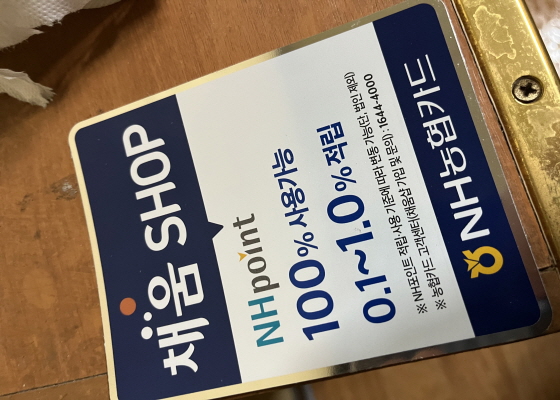 채움 SHOP
NHpoint
100% 사용가능
0.1~1.0% 적립
※ NH포인트 적립 사용 기준에 따라 변동 가능(단, 법인 제외)
※ 농협카드 고객센터(채움샵 가입 및 문의) : 1644-4000
NH농협카드